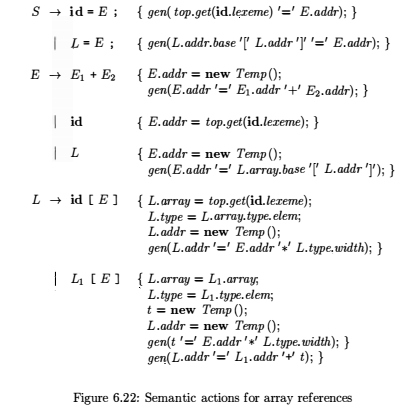 S → id = E ; { gen( top.get(id.lexeme) '=' E.addr); }
| L = E ; { gen(L.addr.base '[' L.addr ']' '=' E.addr); }
E → E1 + E2 { E.addr = new Temp();
gen(E.addr '=' E1.addr '+' E2.addr); }
| id { E.addr = top.get(id.lexeme); }
| L { E.addr = new Temp();
gen(E.addr '=' L.array.base '[' L.addr ']'); }
L → id [ E ] { L.array = top.get(id.lexeme);
L.type = L.array.type.elem;
L.addr = new Temp();
gen(L.addr '=' E.addr '*' L.type.width); }
| L1 [ E ] { L.array = L1.array;
L.type = L1.type.elem;
t = new Temp();
L.addr = new Temp();
gen(t '=' E.addr '*' L.type.width); }
gen(L.addr '=' L1.addr '+' t); }
Figure 6.22: Semantic actions for array references